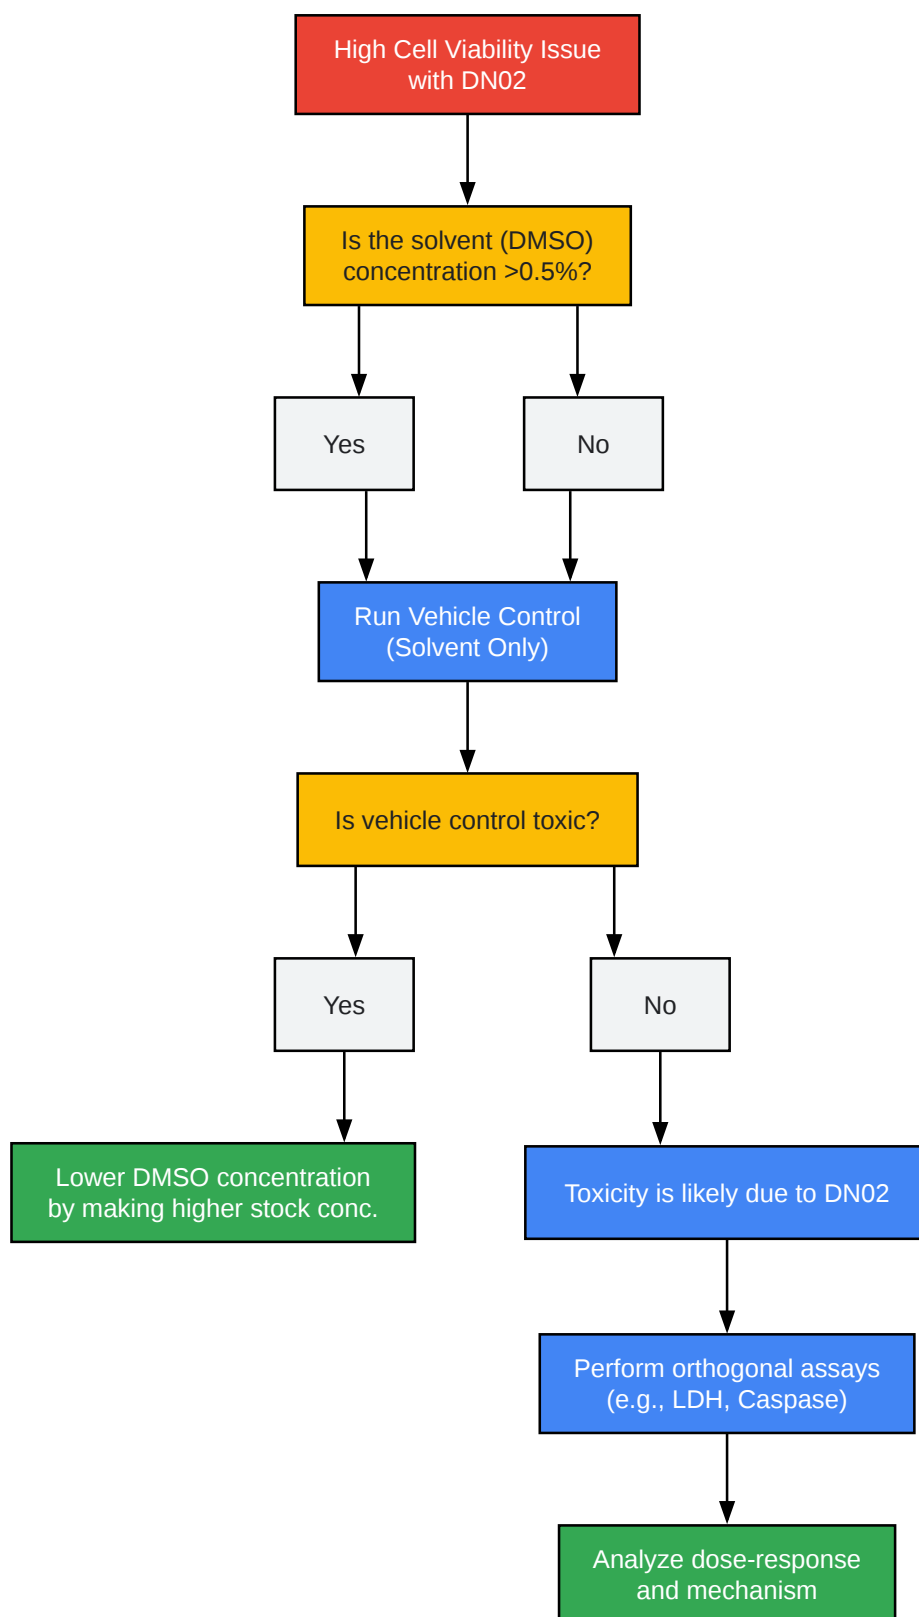 High Cell Viability Issue
with DN02
Is the solvent (DMSO)
concentration >0.5%?
Yes
No
Run Vehicle Control
(Solvent Only)
Is vehicle control toxic?
Yes
No
Lower DMSO concentration
by making higher stock conc.
Toxicity is likely due to DN02
Perform orthogonal assays
(e.g., LDH, Caspase)
Analyze dose-response
and mechanism